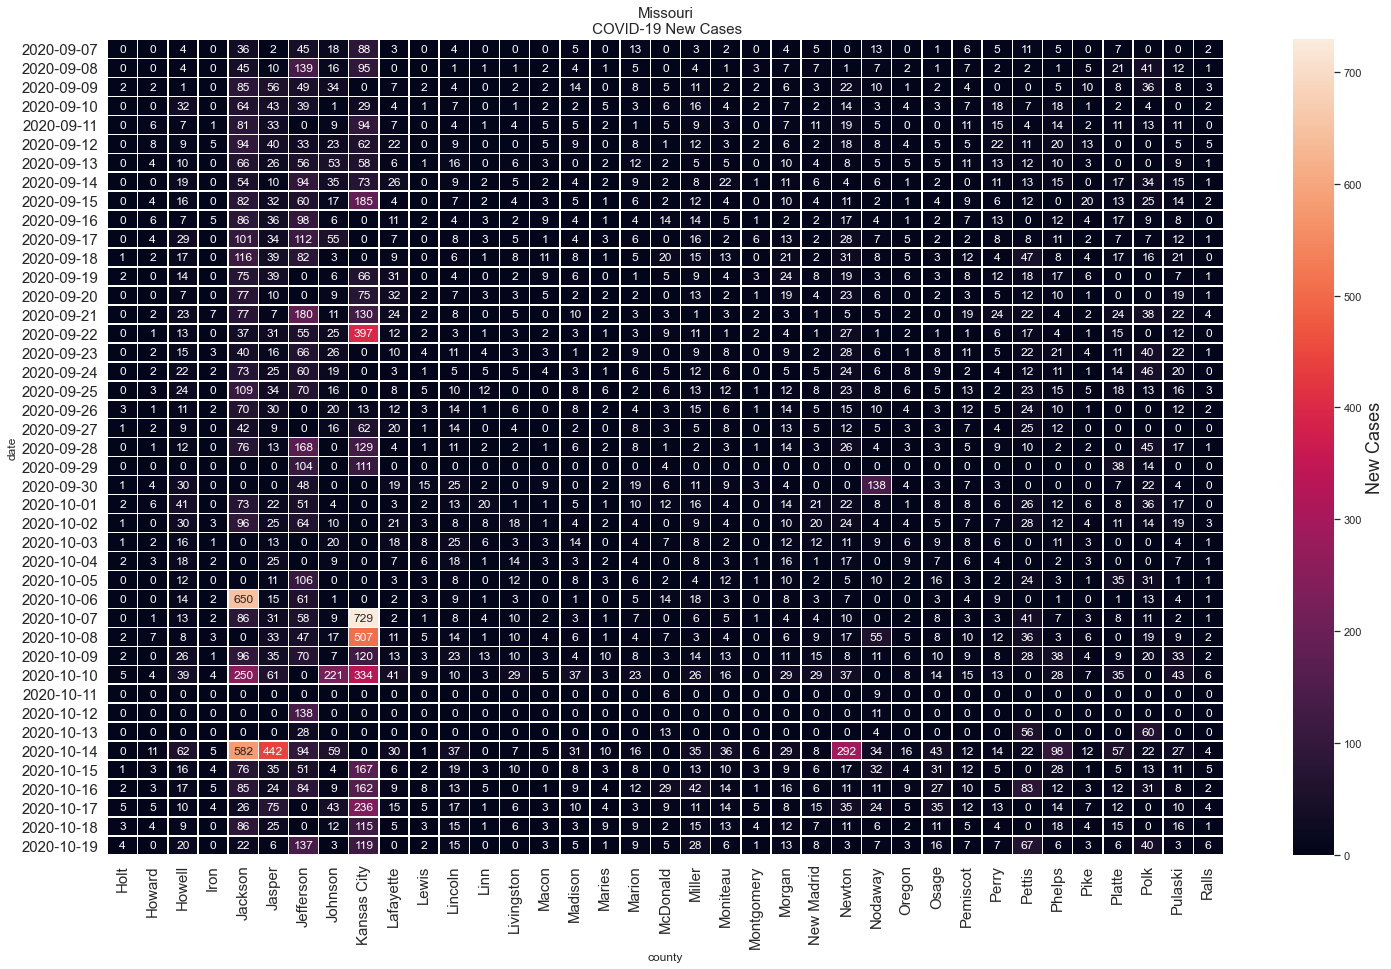 Missouri
COVID-19 New Cases
2020-09-07 0 0 4 0 36 2 45 18 88 3 0 4 0 0 0 5 0 13 0 3 2 0 4 5 0 13 0 1 6 5 11 5 0 7 0 0 2
2020-09-08 0 0 4 0 45 10 139 16 95 0 0 1 1 1 2 4 1 5 0 4 1 3 7 7 1 7 2 1 7 2 2 1 5 21 41 12 1
2020-09-09 2 2 1 0 85 56 49 34 0 7 2 4 0 2 2 14 0 8 5 11 2 2 6 3 22 10 1 2 4 0 0 5 10 8 36 8 3
2020-09-10 0 0 32 0 64 43 39 1 29 4 1 7 0 1 2 2 5 3 6 16 4 2 7 2 14 3 4 3 7 18 7 18 1 2 4 0 2
2020-09-11 0 6 7 1 81 33 0 9 94 7 0 4 1 4 5 5 2 1 5 9 3 0 7 11 19 5 0 0 11 15 4 14 2 11 13 11 0
2020-09-12 0 8 9 5 94 40 33 23 62 22 0 9 0 0 5 9 0 8 1 12 3 2 6 2 18 8 4 5 5 22 11 20 13 0 0 5 5
2020-09-13 0 4 10 0 66 26 56 53 58 6 1 16 0 6 3 0 2 12 2 5 5 0 10 4 8 5 5 5 11 13 12 10 3 0 0 9 1
2020-09-14 0 0 19 0 54 10 94 35 73 26 0 9 2 5 2 4 2 9 2 8 22 1 11 6 4 6 1 2 0 11 13 15 0 17 34 15 1
2020-09-15 0 4 16 0 82 32 60 17 185 4 0 7 2 4 3 5 1 6 2 12 4 0 10 4 11 2 1 4 9 6 12 0 20 13 25 14 2
2020-09-16 0 6 7 5 86 36 98 6 0 11 2 4 3 2 9 4 1 4 14 14 5 1 2 2 17 4 1 2 7 13 0 12 4 17 9 8 0
2020-09-17 0 4 29 0 101 34 112 55 0 7 0 8 3 5 1 4 3 6 0 16 2 6 13 2 28 7 5 2 2 8 8 11 2 7 7 12 1
2020-09-18 1 2 17 0 116 39 82 3 0 9 0 6 1 8 11 8 1 5 20 15 13 0 21 2 31 8 5 3 12 4 47 8 4 17 16 21 0
2020-09-19 2 0 14 0 75 39 0 6 66 31 0 4 0 2 9 6 0 1 5 9 4 3 24 8 19 3 6 3 8 12 18 17 6 0 0 7 1
2020-09-20 0 0 7 0 77 10 0 9 75 32 2 7 3 3 5 2 2 2 0 13 2 1 19 4 23 6 0 2 3 5 12 10 1 0 0 19 1
2020-09-21 0 2 23 7 77 7 180 11 130 24 2 8 0 5 0 10 2 3 3 1 3 2 3 1 5 5 2 0 19 24 22 4 2 24 38 22 4
2020-09-22 0 1 13 0 37 31 55 25 397 12 2 3 1 3 2 3 1 3 9 11 1 2 4 1 27 1 2 1 1 6 17 4 1 15 0 12 0
2020-09-23 0 2 15 3 40 16 66 26 0 10 4 11 4 3 3 1 2 9 0 9 8 0 9 2 28 6 1 8 11 5 22 21 4 11 40 22 1
2020-09-24 0 2 22 2 73 25 60 19 0 3 1 5 5 5 4 3 1 6 5 12 6 0 5 5 24 6 8 9 2 4 12 11 1 14 46 20 0
2020-09-25 0 3 24 0 109 34 70 16 0 8 5 10 12 0 0 8 4 2 6 13 12 1 12 8 23 8 6 5 13 2 23 15 5 18 13 16 3
2020-09-26 3 1 11 2 70 30 0 20 13 12 3 14 1 6 0 8 2 4 3 15 6 1 14 5 15 10 4 3 12 5 24 10 1 0 0 12 2
2020-09-27 1 2 9 0 42 9 0 16 62 20 1 14 0 4 0 2 0 8 3 5 8 0 13 5 12 5 3 3 7 4 25 12 0 0 0 0 0
2020-09-28 0 1 12 0 76 13 168 0 129 4 1 11 2 2 1 6 2 8 1 2 3 1 14 3 26 4 3 3 5 9 10 2 2 0 45 17 1
2020-09-29 0 0 0 0 0 0 104 0 111 0 0 0 0 0 0 0 0 0 4 0 0 0 0 0 0 0 0 0 0 0 0 0 0 38 14 0 0
2020-09-30 1 4 30 0 0 0 48 0 0 19 15 25 2 0 9 0 2 19 6 11 9 3 4 0 0 138 4 3 7 3 0 0 0 7 22 4 0
2020-10-01 2 6 41 0 73 22 51 4 0 3 2 13 20 1 1 5 1 10 12 16 4 0 14 21 22 8 1 5 8 6 26 12 6 8 36 17 0
2020-10-02 1 0 30 3 96 25 64 10 0 21 3 8 8 18 1 4 2 4 0 9 4 0 10 20 24 4 4 5 7 7 28 12 4 11 14 19 3
2020-10-03 1 2 16 1 0 13 0 20 0 18 8 25 6 3 3 14 0 4 7 8 2 0 12 12 11 9 6 9 8 6 0 11 3 0 0 4 1
2020-10-04 2 3 18 2 0 25 0 9 0 7 6 18 1 14 3 3 2 4 0 8 3 1 16 1 17 0 9 7 6 4 0 2 3 0 0 7 1
2020-10-05 0 0 12 0 0 11 106 0 0 3 3 8 0 12 0 8 3 6 2 4 12 1 10 2 5 10 2 16 3 2 24 3 1 35 31 1 1
2020-10-06 0 0 14 2 650 15 61 1 0 2 3 9 1 3 0 1 0 5 14 18 3 0 8 3 7 0 0 3 4 9 0 1 0 1 13 4 1
2020-10-07 0 1 13 2 86 31 58 9 729 2 1 8 4 10 2 3 1 7 0 6 5 1 4 4 10 0 2 8 3 7 41 7 3 8 11 2 1
2020-10-08 2 7 8 3 0 33 47 17 507 11 5 14 1 10 4 6 1 4 7 3 4 0 6 9 17 55 5 8 10 12 36 3 6 0 19 9 2
2020-10-09 2 0 26 1 96 35 70 7 120 13 3 23 13 10 3 4 10 8 3 14 13 0 11 15 8 11 6 10 9 8 28 38 4 9 20 33 2
2020-10-10 5 4 39 4 250 61 0 221 334 41 9 10 3 29 5 37 3 23 0 26 16 0 29 29 37 0 8 14 15 13 0 28 7 35 0 43 6
2020-10-11 0 0 0 0 0 0 0 0 0 0 0 0 0 0 0 0 0 0 6 0 0 0 0 0 0 9 0 0 0 0 0 0 0 0 0 0 0
2020-10-12 0 0 0 0 0 0 138 0 0 0 0 0 0 0 0 0 0 0 0 0 0 0 0 0 0 11 0 0 0 0 0 0 0 0 0 0 0
2020-10-13 0 0 0 0 0 0 28 0 0 0 0 0 0 0 0 0 0 0 13 0 0 0 0 0 0 4 0 0 0 0 56 0 0 0 60 0 0
2020-10-14 0 11 62 5 582 442 94 59 0 30 1 37 0 7 5 31 10 16 0 35 36 6 29 8 292 34 16 43 12 14 22 98 12 57 22 27 4
2020-10-15 1 3 16 4 76 35 51 4 167 6 2 19 3 10 0 8 3 8 0 13 10 3 9 6 17 32 4 31 12 5 0 28 1 5 13 11 5
2020-10-16 2 3 17 5 85 24 84 9 162 4 8 13 5 0 1 9 4 12 29 42 14 1 16 6 11 11 9 27 10 5 83 12 3 12 31 8 2
2020-10-17 5 5 10 4 26 75 0 43 236 15 5 17 1 6 3 10 4 3 9 11 14 5 8 15 35 24 5 35 12 13 0 14 7 12 0 10 4
2020-10-18 3 4 9 0 86 25 0 12 115 5 3 15 1 6 3 3 9 9 2 15 13 4 12 7 11 6 2 11 5 4 0 18 4 15 0 16 1
2020-10-19 4 0 20 0 22 6 137 3 119 0 2 15 0 0 3 5 1 9 5 28 6 1 13 8 3 7 3 16 7 7 67 6 3 6 40 3 6
Holt Howard Howell Iron Jackson Jasper Jefferson Johnson Kansas City Lafayette Lewis Lincoln Linn Livingston Macon Madison Maries Marion McDonald Miller Moniteau Montgomery Morgan New Madrid Newton Nodaway Oregon Osage Pemiscot Perry Pettis Phelps Pike Platte Polk Pulaski Ralls
county
date
700
600
500
400
300
200
100
0
New Cases